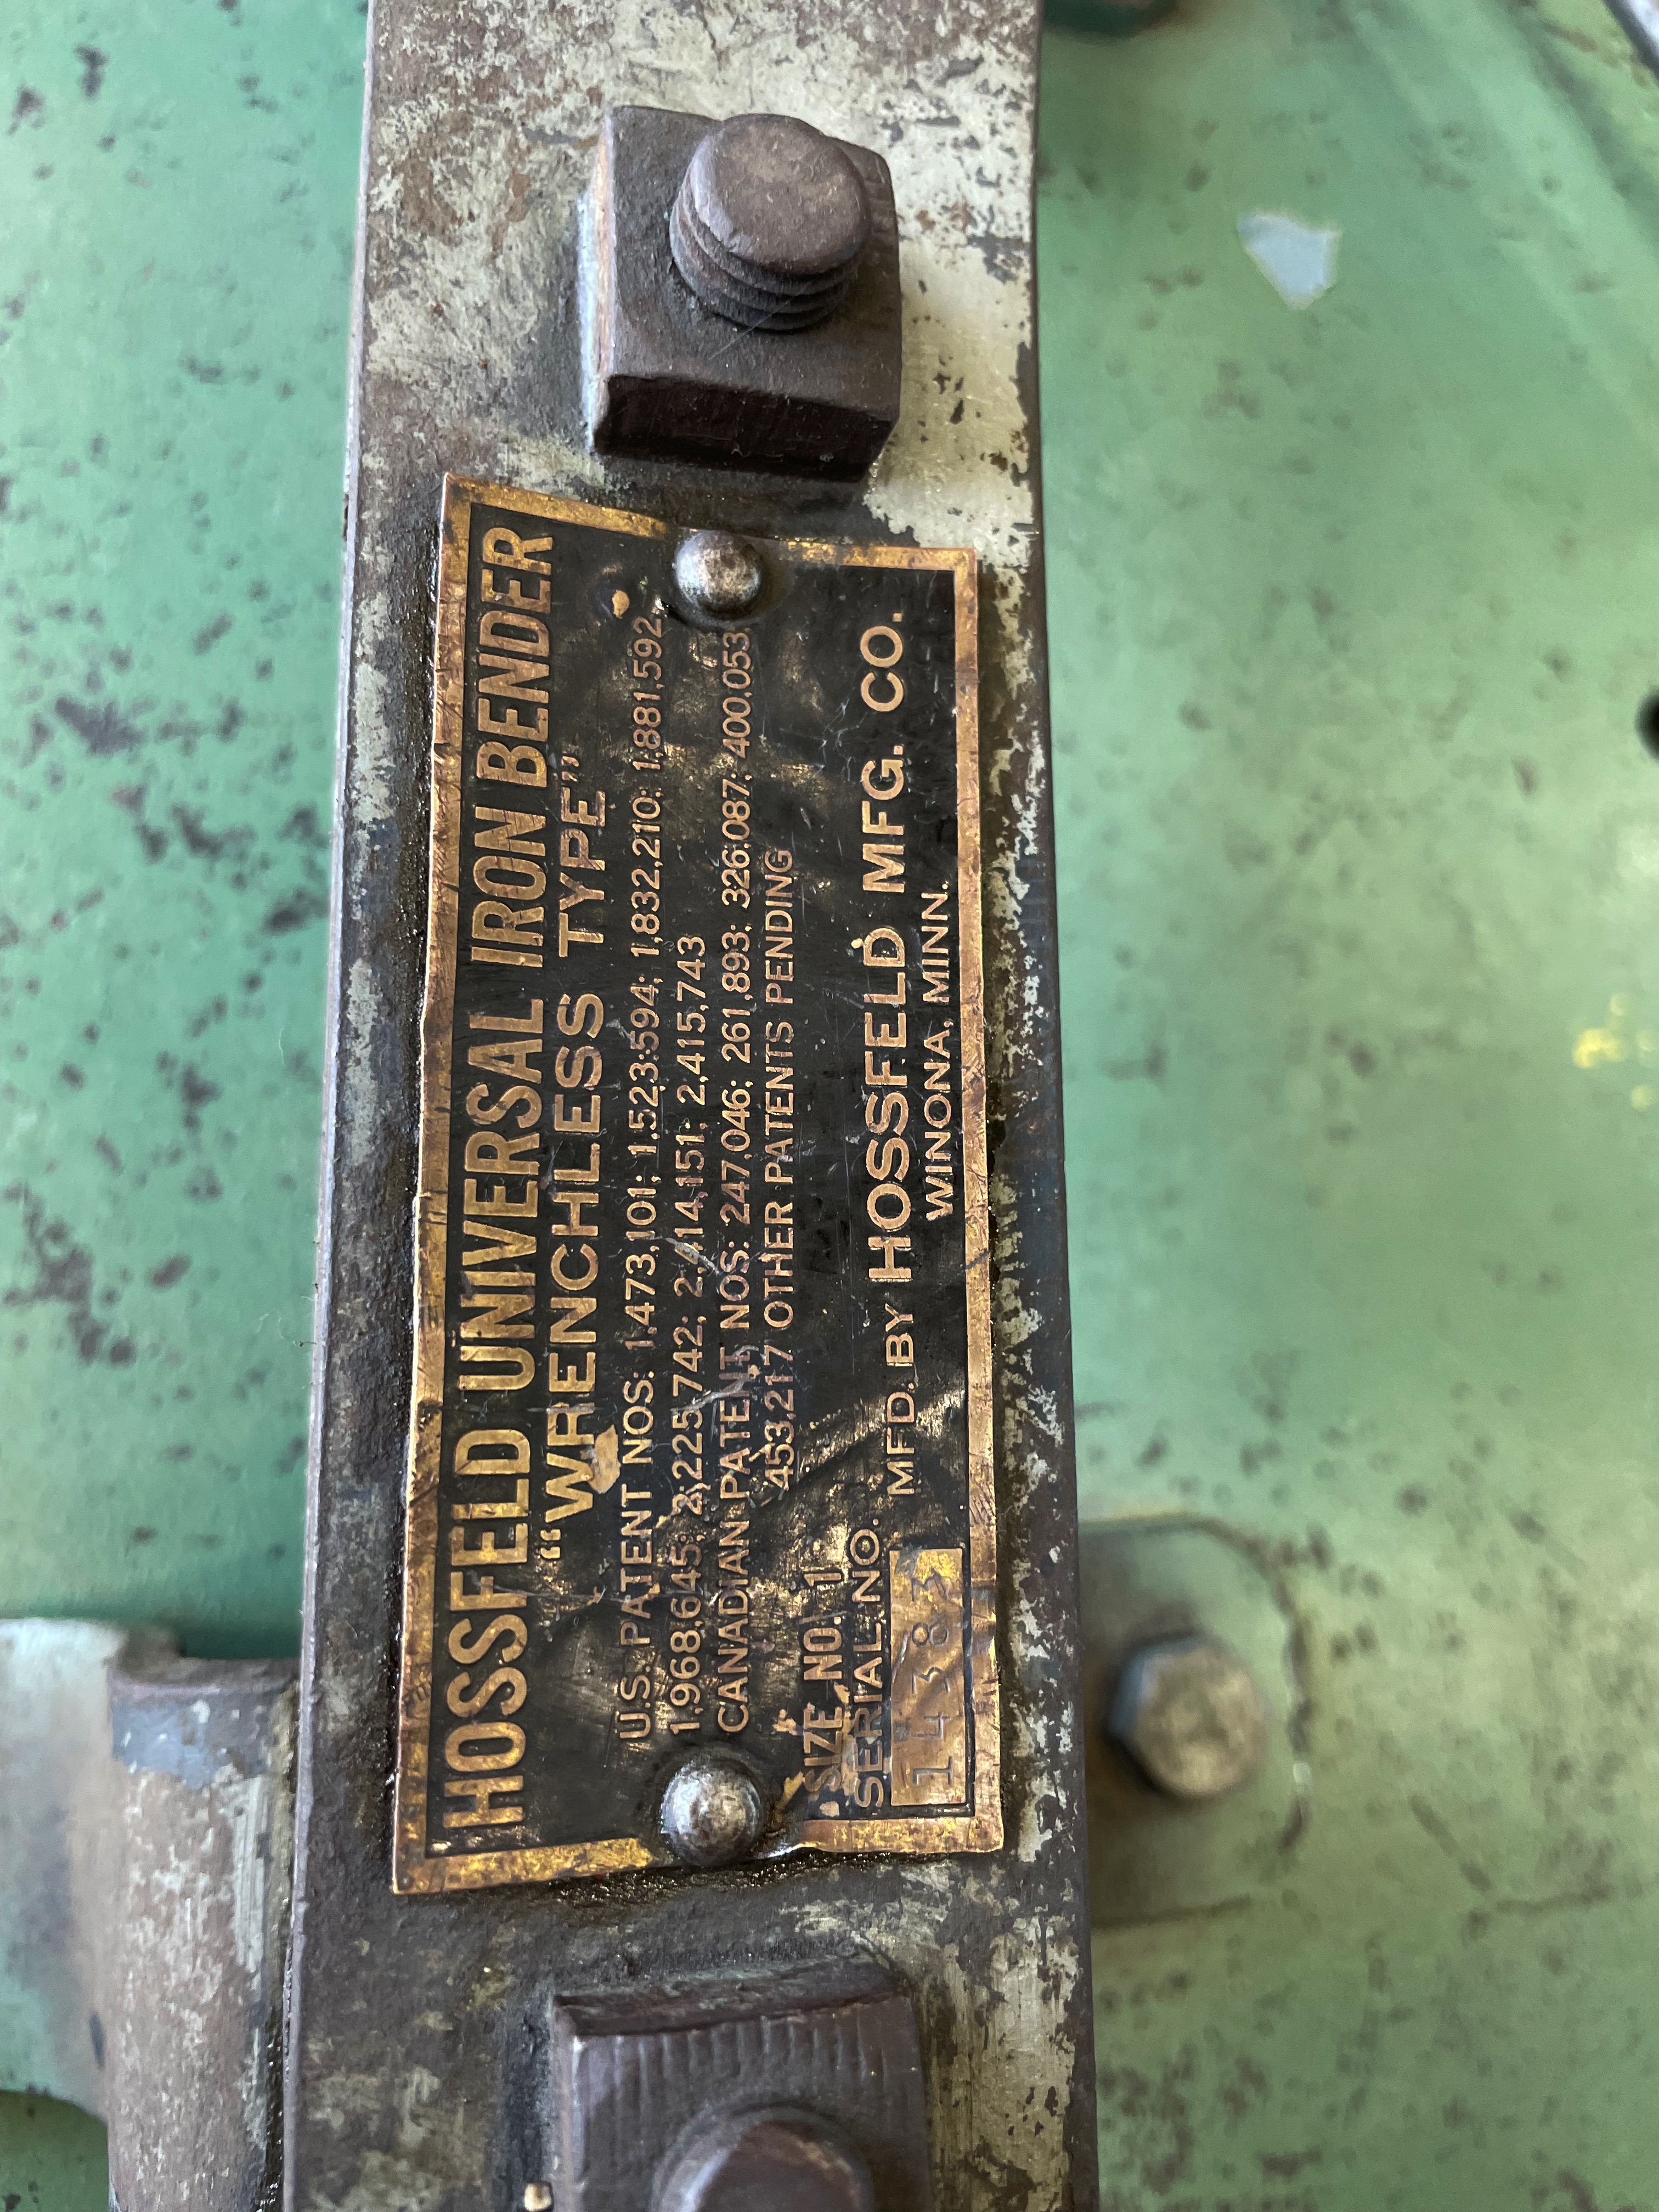 HOSSFELD UNIVERSAL IRON BENDER
"WRENCHLESS TYPE"
U.S. PATENT NOS: 1,473,101; 1,523,594; 1,832,210; 1,881,592;
1,968,645; 2,225,742; 2,414,151; 2,415,743
CANADIAN PATENT NOS: 247,046; 261,893; 326,087; 400,053;
453,217 OTHER PATENTS PENDING
SIZE NO. 1
SERIAL NO.
14383
MFD. BY HOSSFELD MFG. CO.
WINONA, MINN.